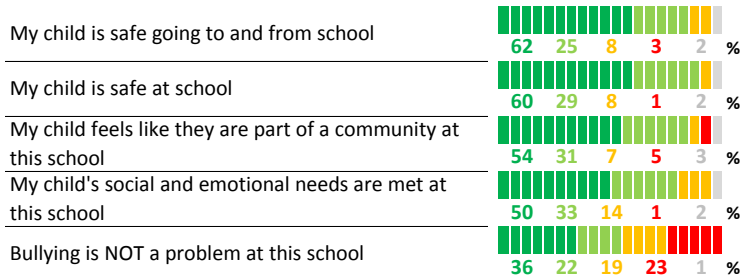 My child is safe going to and from school
62 25 8 3 2 %
My child is safe at school
60 29 8 1 2 %
My child feels like they are part of a community at
this school
54 31 7 5 3 %
My child's social and emotional needs are met at
this school
50 33 14 1 2 %
Bullying is NOT a problem at this school
36 22 19 23 1 %